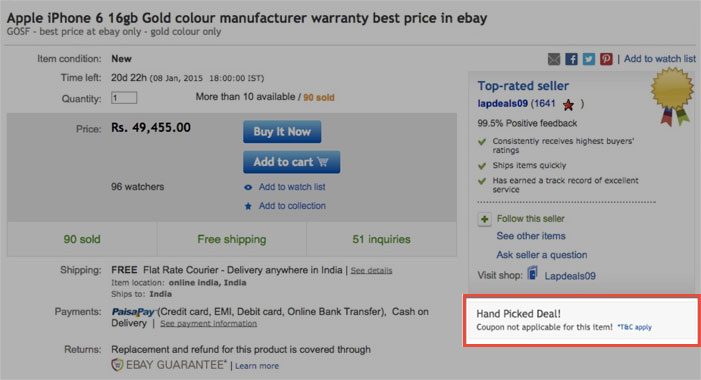 Apple iPhone 6 16gb Gold colour manufacturer warranty best price in ebay
GOSF - best price at ebay only - gold colour only
Item condition: New
Time left: 20d 22h (08 Jan, 2015 18:00:00 IST)
Quantity: 1 More than 10 available / 90 sold
Price: Rs. 49,455.00
Buy It Now
Add to cart
96 watchers
Add to watch list
Add to collection
90 sold Free shipping 51 inquiries
Shipping: FREE Flat Rate Courier - Delivery anywhere in India | See details
Item location: online india, India
Ships to: India
Payments: PaisaPay (Credit card, EMI, Debit card, Online Bank Transfer), Cash on
Delivery | See payment information
Returns: Replacement and refund for this product is covered through
EBAY GUARANTEE* | Learn more
| Add to watch list
Top-rated seller
lapdeals09 (1641 )
99.5% Positive feedback
Consistently receives highest buyers'
ratings
Ships items quickly
Has earned a track record of excellent
service
Follow this seller
See other items
Ask seller a question
Visit shop: Lapdeals09
Hand Picked Deal!
Coupon not applicable for this item! *T&C apply